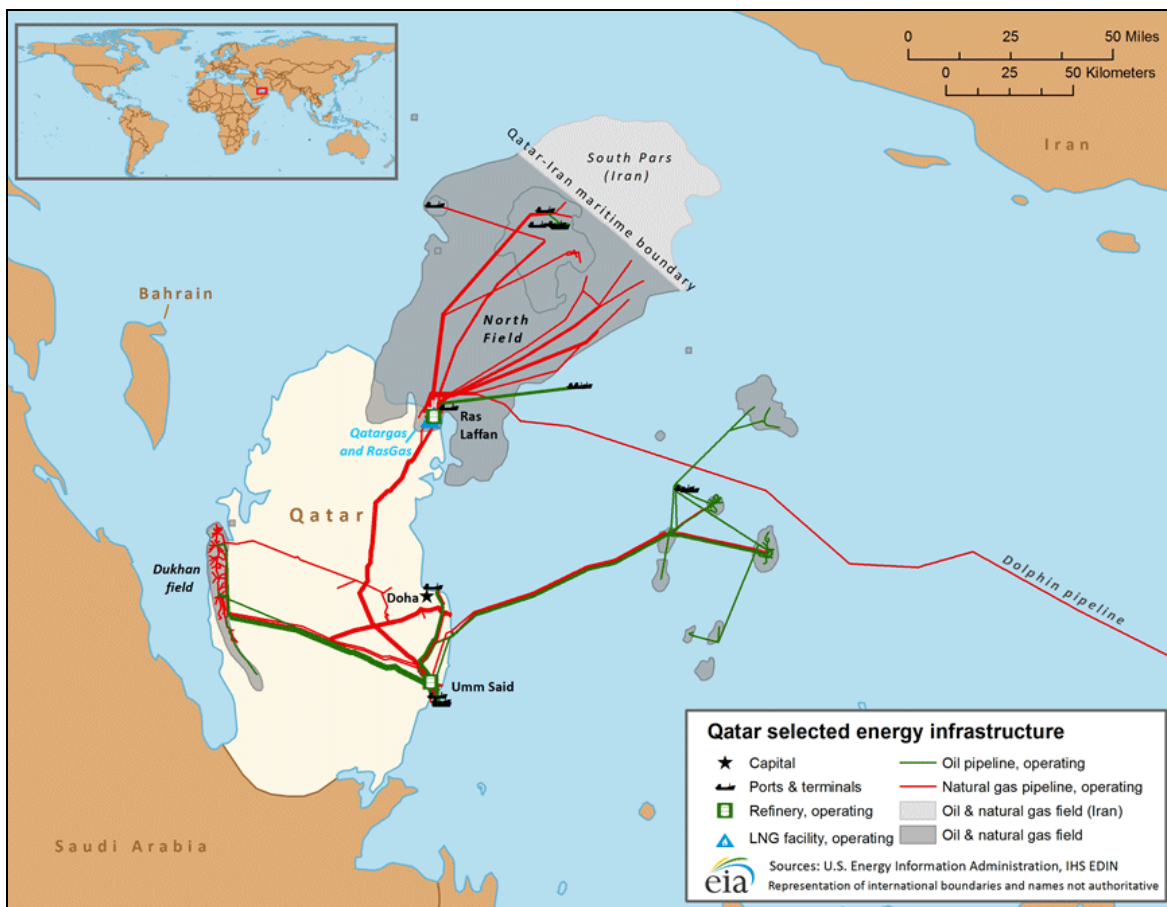 0 25 50 Miles
0 25 50 Kilometers
Iran
South Pars
(Iran)
Qatar-Iran maritime boundary
Bahrain
North
Field
Ras
Laffan
Qatargas
and RasGas
Qatar
Dukhan
field
Doha
Dolphin pipeline
Umm Said
Saudi Arabia
Qatar selected energy infrastructure
Capital
Oil pipeline, operating
Ports & terminals
Natural gas pipeline, operating
Refinery, operating
Oil & natural gas field (Iran)
LNG facility, operating
Oil & natural gas field
eia
Sources: U.S. Energy Information Administration, IHS EDIN
Representation of international boundaries and names not authoritative